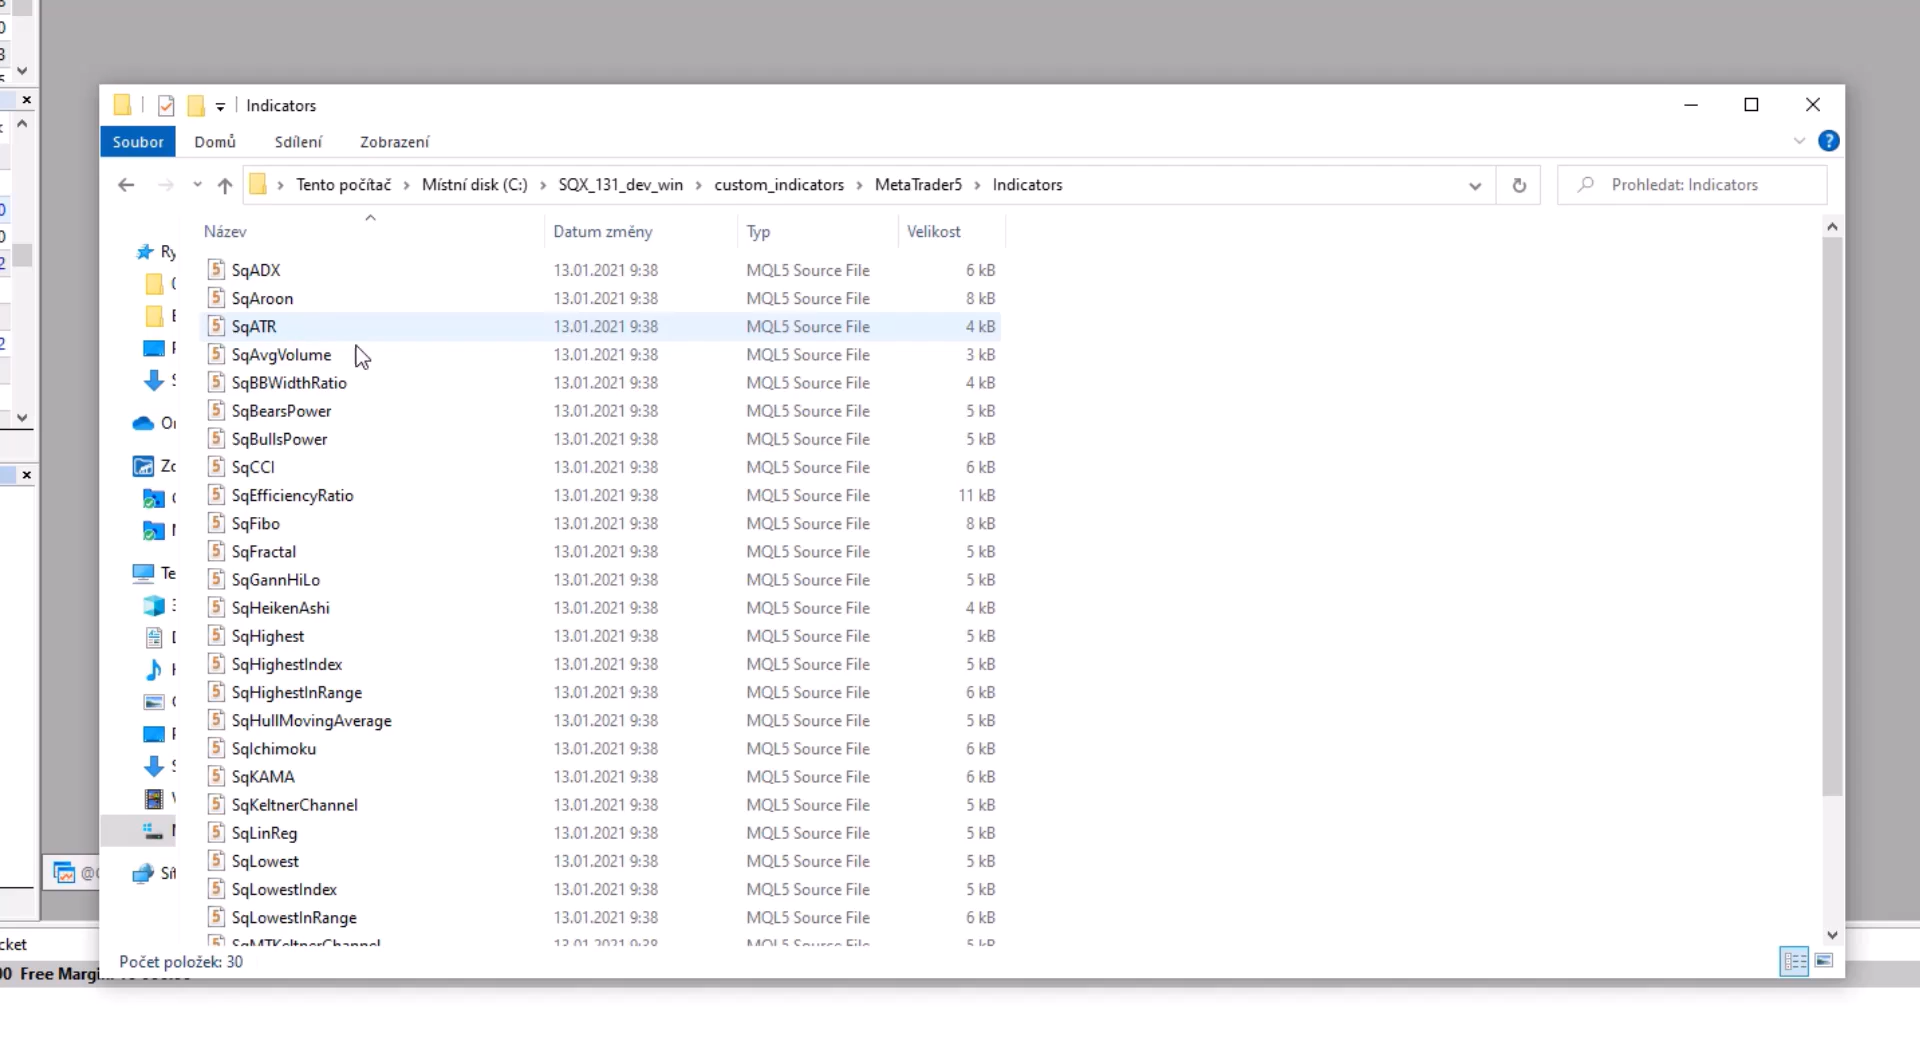 Indicators
Soubor Domů Sdílení Zobrazení
Tento počítač › Místní disk (C:) › SQX_131_dev_win › custom_indicators › MetaTrader5 › Indicators
Prohledat: Indicators
Název Datum změny Typ Velikost
SqADX 13.01.2021 9:38 MQL5 Source File 6 kB
SqAroon 13.01.2021 9:38 MQL5 Source File 8 kB
SqATR 13.01.2021 9:38 MQL5 Source File 4 kB
SqAvgVolume 13.01.2021 9:38 MQL5 Source File 3 kB
SqBBWidthRatio 13.01.2021 9:38 MQL5 Source File 4 kB
SqBearsPower 13.01.2021 9:38 MQL5 Source File 5 kB
SqBullsPower 13.01.2021 9:38 MQL5 Source File 5 kB
SqCCI 13.01.2021 9:38 MQL5 Source File 6 kB
SqEfficiencyRatio 13.01.2021 9:38 MQL5 Source File 11 kB
SqFibo 13.01.2021 9:38 MQL5 Source File 8 kB
SqFractal 13.01.2021 9:38 MQL5 Source File 5 kB
SqGannHiLo 13.01.2021 9:38 MQL5 Source File 5 kB
SqHeikenAshi 13.01.2021 9:38 MQL5 Source File 4 kB
SqHighest 13.01.2021 9:38 MQL5 Source File 5 kB
SqHighestIndex 13.01.2021 9:38 MQL5 Source File 5 kB
SqHighestInRange 13.01.2021 9:38 MQL5 Source File 6 kB
SqHullMovingAverage 13.01.2021 9:38 MQL5 Source File 5 kB
SqIchimoku 13.01.2021 9:38 MQL5 Source File 6 kB
SqKAMA 13.01.2021 9:38 MQL5 Source File 6 kB
SqKeltnerChannel 13.01.2021 9:38 MQL5 Source File 5 kB
SqLinReg 13.01.2021 9:38 MQL5 Source File 5 kB
SqLowest 13.01.2021 9:38 MQL5 Source File 5 kB
SqLowestIndex 13.01.2021 9:38 MQL5 Source File 5 kB
SqLowestInRange 13.01.2021 9:38 MQL5 Source File 6 kB
SqMTKeltnerChannel 13.01.2021 9:38 MQL5 Source File 5 kB
Počet položek: 30
cket
00 Free Margi